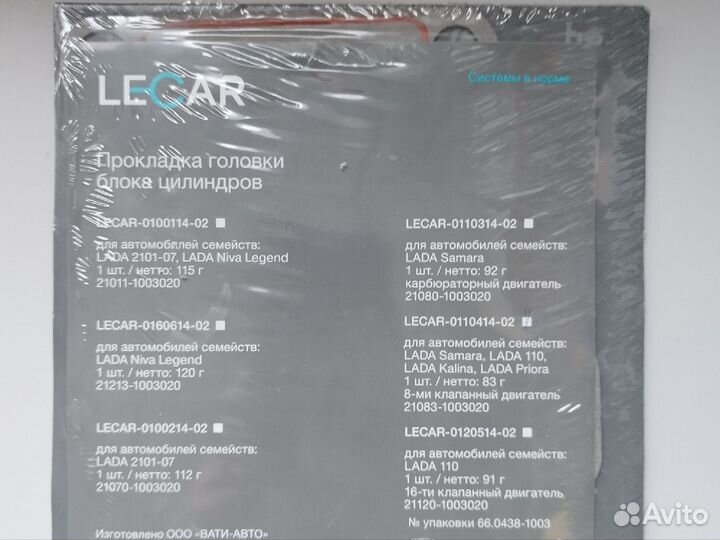 LECAR
Системы в норме
Прокладка головки
блока цилиндров
LECAR-0100114-02
для автомобилей семейств:
LADA 2101-07, LADA Niva Legend
1 шт. / нетто: 115 г
21011-1003020
LECAR-0160614-02
для автомобилей семейств:
LADA Niva Legend
1 шт. / нетто: 120 г
21213-1003020
LECAR-0100214-02
для автомобилей семейств:
LADA 2101-07
1 шт. / нетто: 112 г
21070-1003020
Изготовлено ООО «ВАТИ-АВТО»
LECAR-0110314-02
для автомобилей семейств:
LADA Samara
1 шт. / нетто: 92 г
карбюраторный двигатель
21080-1003020
LECAR-0110414-02
для автомобилей семейств:
LADA Samara, LADA 110,
LADA Kalina, LADA Priora
1 шт. / нетто: 83 г
8-ми клапанный двигатель
21083-1003020
LECAR-0120514-02
для автомобилей семейств:
LADA 110
1 шт. / нетто: 91 г
16-ти клапанный двигатель
21120-1003020
№ упаковки 66.0438-1003
Avito